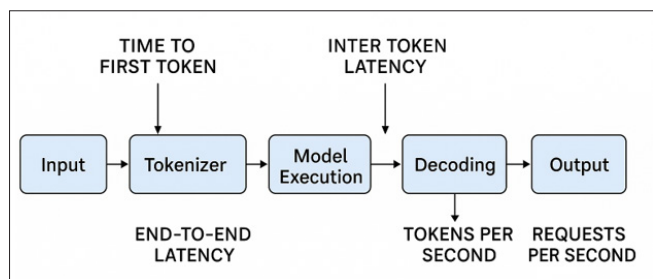 TIME TO
FIRST TOKEN
INTER TOKEN
LATENCY
Input
Tokenizer
Model
Execution
Decoding
Output
END-TO-END
LATENCY
TOKENS PER
SECOND
REQUESTS
PER SECOND